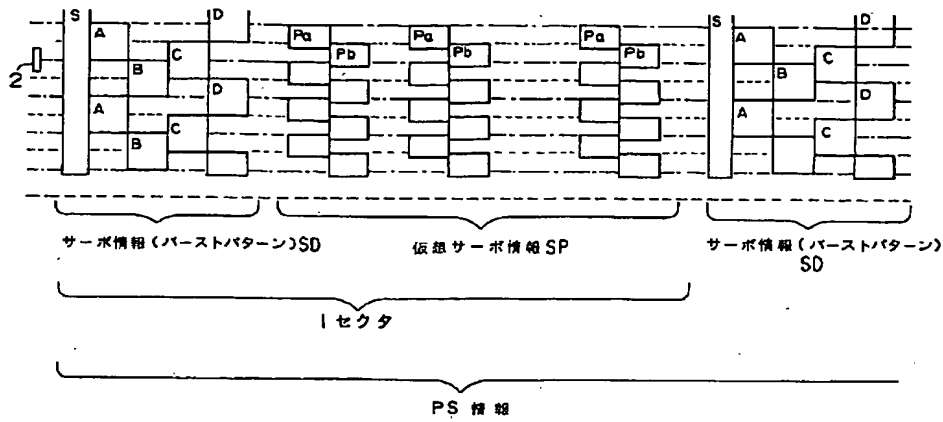 S A B A B C C D D Pa Pb Pa Pb Pa Pb S A B A C C D D
2
サーボ情報(バーストパターン)SD
仮想サーボ情報SP
サーボ情報(バーストパターン)
SD
1セクタ
PS情報